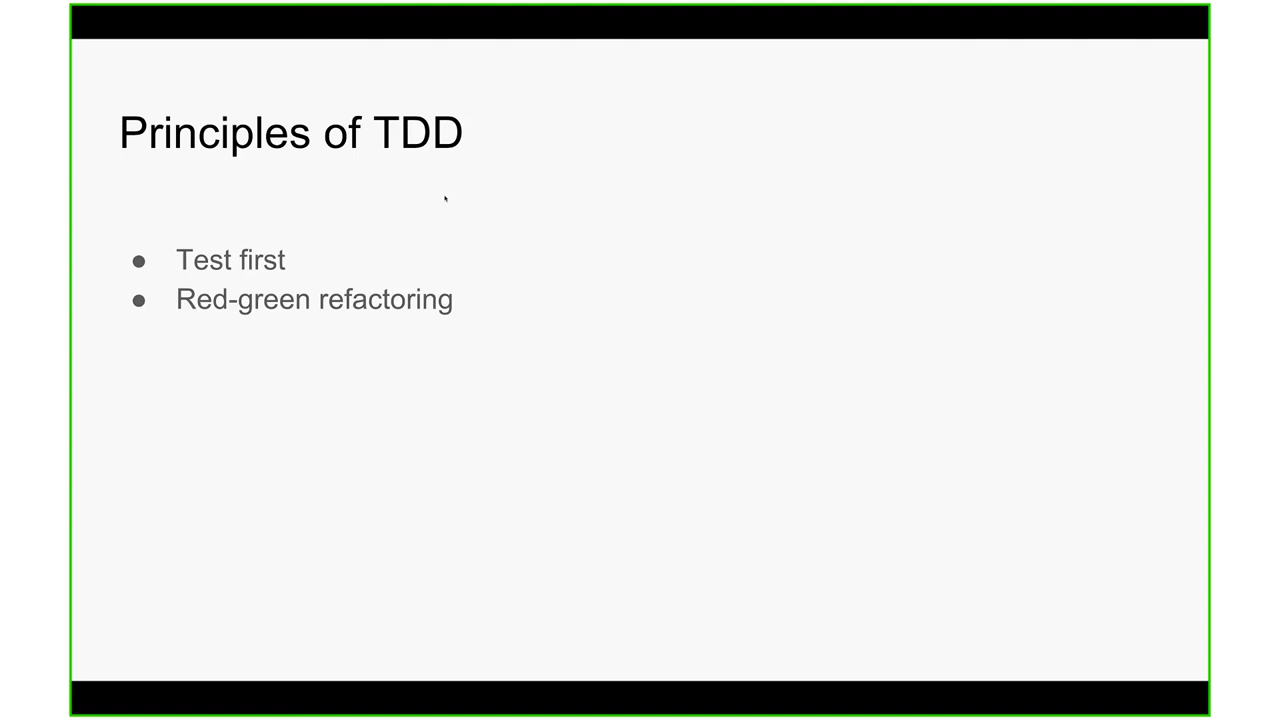 Principles of TDD
● Test first
● Red-green refactoring